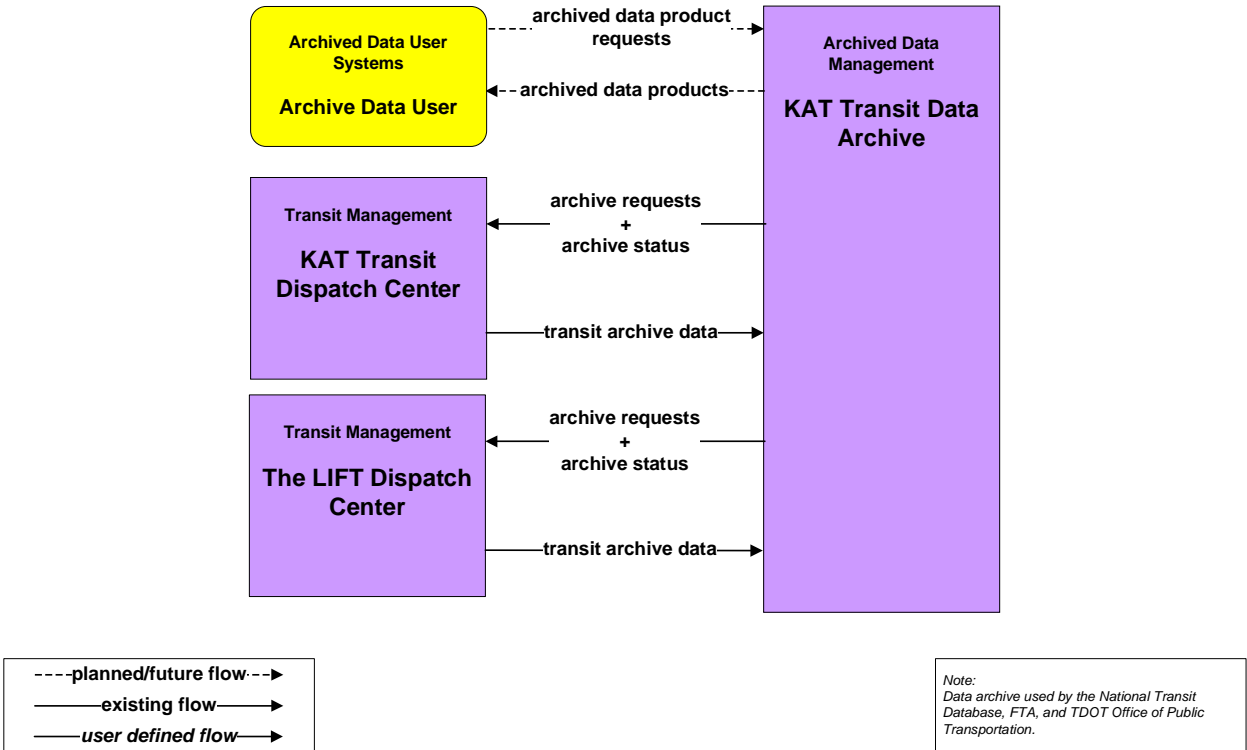 Archived Data User
Systems
Archive Data User
archived data product
requests
archived data products
Archived Data
Management
KAT Transit Data
Archive
Transit Management
KAT Transit
Dispatch Center
archive requests
+
archive status
transit archive data
Transit Management
The LIFT Dispatch
Center
archive requests
+
archive status
transit archive data
planned/future flow
existing flow
user defined flow
Note:
Data archive used by the National Transit
Database, FTA, and TDOT Office of Public
Transportation.